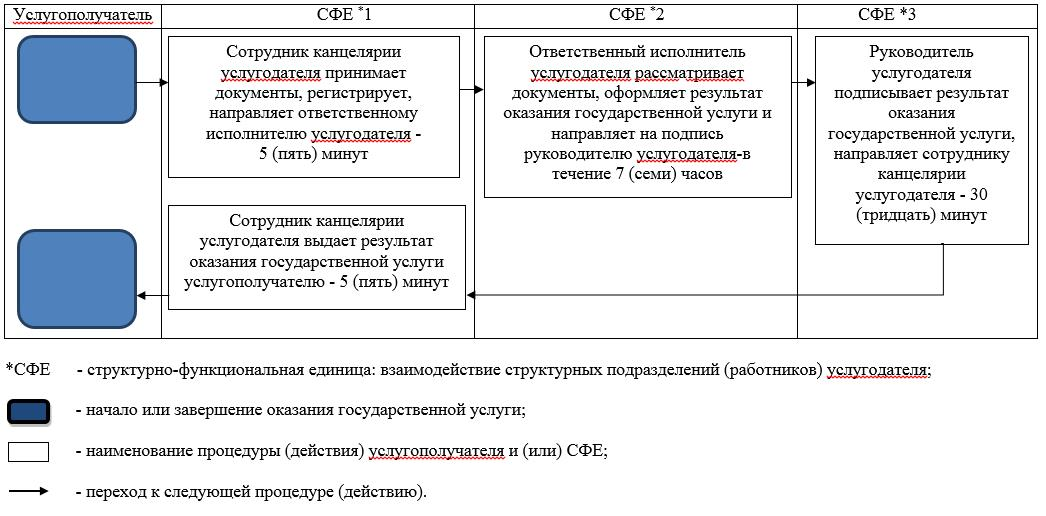 Услугополучатель
СФЕ *1
СФЕ *2
СФЕ *3
Сотрудник канцелярии
услугодателя принимает
документы, регистрирует,
направляет ответственному
исполнителю услугодателя -
5 (пять) минут
Ответственный исполнитель
услугодателя рассматривает
документы, оформляет результат
оказания государственной услуги и
направляет на подпись
руководителю услугодателя-в
течение 7 (семи) часов
Руководитель
услугодателя
подписывает результат
оказания
государственной услуги,
направляет сотруднику
канцелярии
услугодателя - 30
(тридцать) минут
Сотрудник канцелярии
услугодателя выдает результат
оказания государственной услуги
услугополучателю - 5 (пять) минут
*СФЕ - структурно-функциональная единица: взаимодействие структурных подразделений (работников) услугодателя;
- начало или завершение оказания государственной услуги;
- наименование процедуры (действия) услугополучателя и (или) СФЕ;
- переход к следующей процедуре (действию).